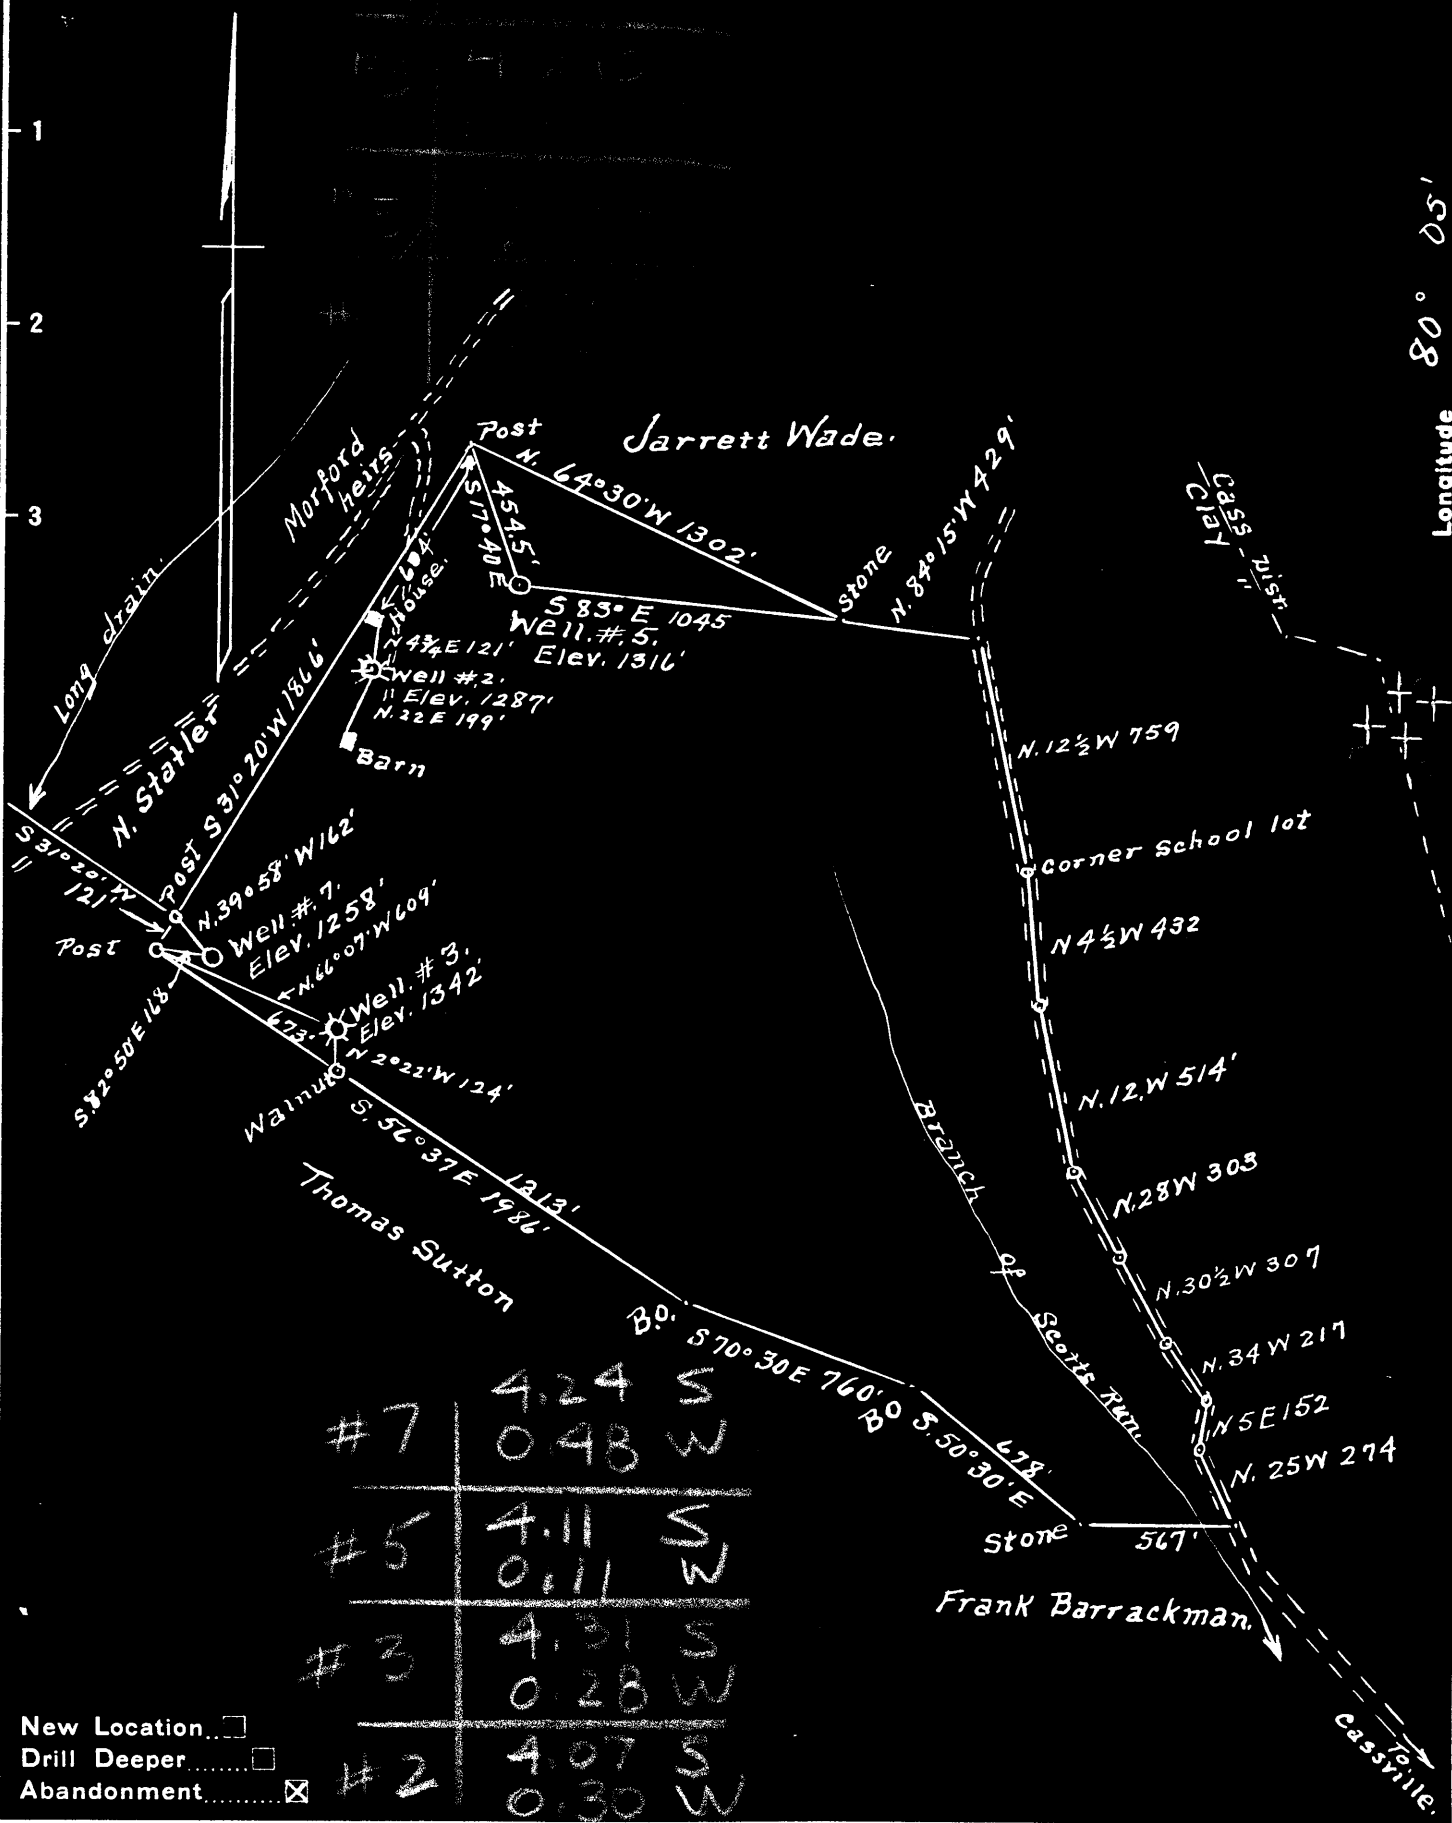 1
2
3
80° 05'
Longitude
Jarrett Wade.
Post
N. 64°30'W 1302'
Morford
heirs
454.5'
S 17°40 E
Stone
N. 84°15'W 429'
Cass Dist.
Clay "
Long drain.
604'
House.
S 83° E 1045
Well. #. 5.
Elev. 1316'
N 4¾ E 121'
Well #.2.
Elev. 1287'
N. 22 E 199'
Barn
N. Statler
S 31° 20' W 1866'
N. 12½ W 759
Corner School lot
S 31° 20' W
121'
Post
Post
N. 39°58' W 162'
Well. #. 7.
Elev. 1258'
N. 66°07' W 609'
Well. # 3.
Elev. 1342'
N 4½ W 432
S. 82° 50' E 168
673'
N 2°22' W 124'
Walnut
S. 56° 37 E 1986'
1313'
Thomas Sutton
N. 12. W 514'
Branch of Scotts Run.
N. 28 W 303
N. 30½ W 307
N. 34 W 217
N 5 E 152
N. 25 W 274
B.O.
S 70° 30 E 760'
BO
S. 50° 30' E
678'
Stone
567'
Frank Barrackman.
To
Cassville.
#7 4.24 S
0.48 W
#5 4.11 S
0.11 W
#3 4.31 S
0.28 W
#2 4.07 S
0.30 W
New Location..
Drill Deeper.......
Abandonment.........☒